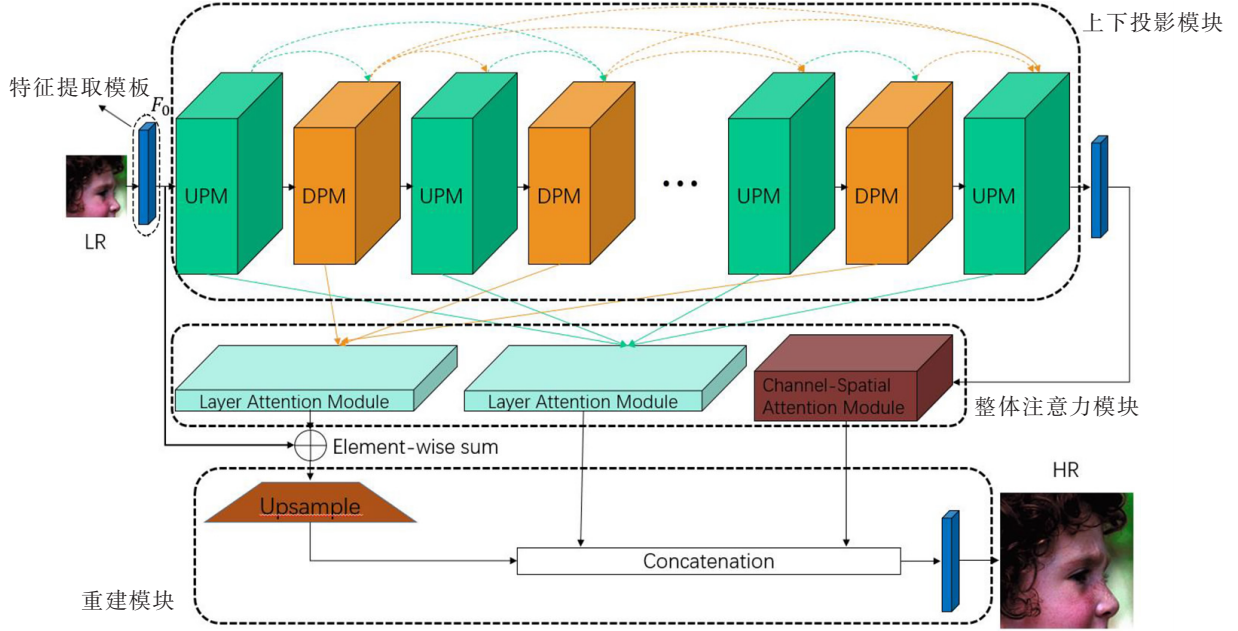 上下投影模块
特征提取模板
F₀
UPM
DPM
UPM
DPM
...
UPM
DPM
UPM
LR
Layer Attention Module
Layer Attention Module
Channel-Spatial
Attention Module
整体注意力模块
Element-wise sum
HR
Upsample
Concatenation
重建模块